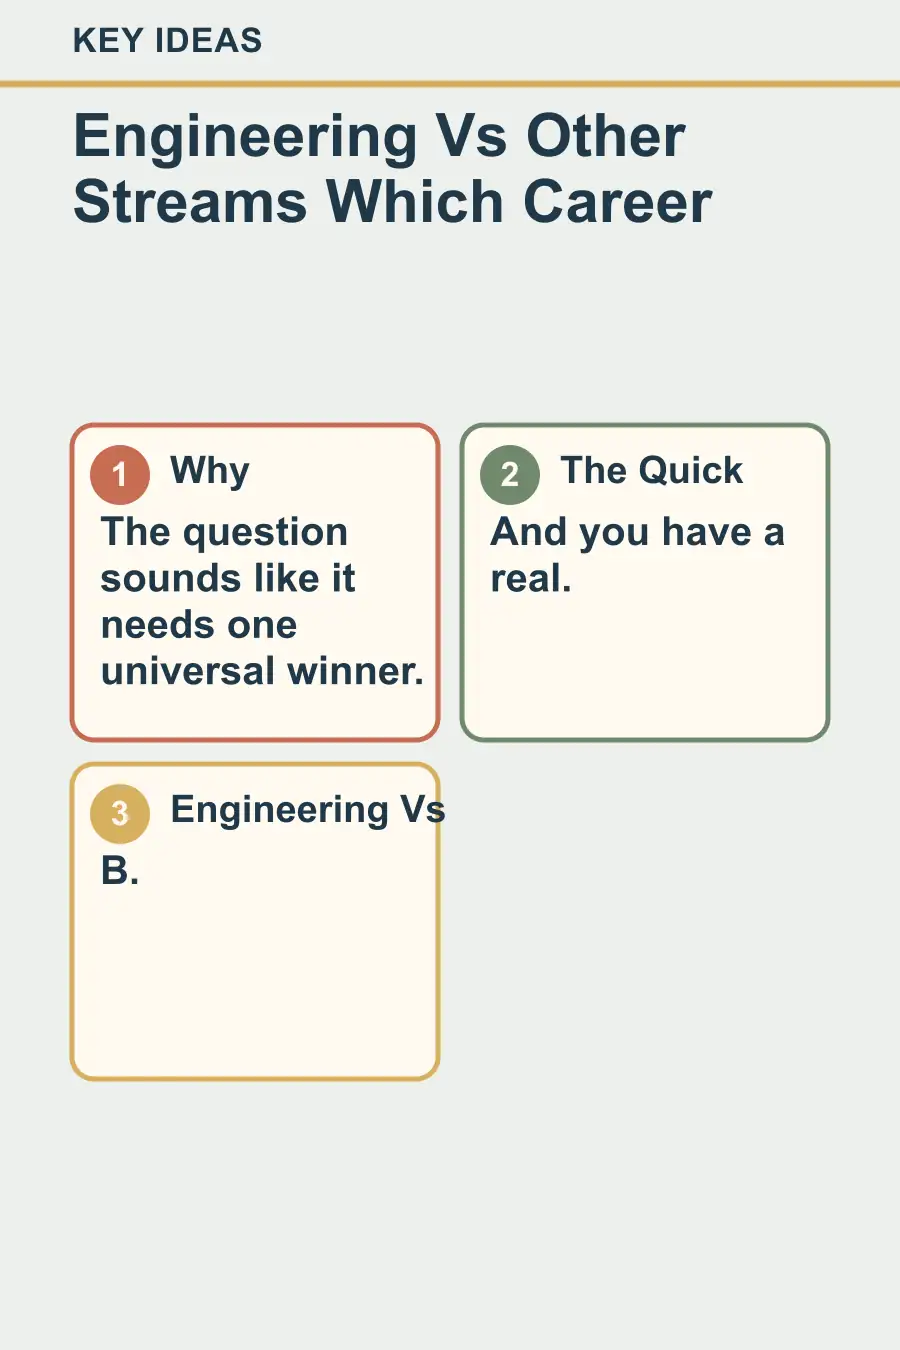 KEY IDEAS
Engineering Vs Other
Streams Which Career
1 Why
The question
sounds like it
needs one
universal winner.
2 The Quick
And you have a
real.
3 Engineering Vs
B.